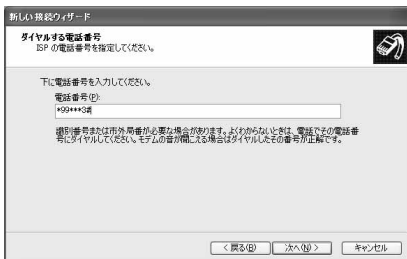 新しい接続ウィザード
ダイヤルする電話番号
ISP の電話番号を指定してください。
下に電話番号を入力してください。
電話番号(P):
*99***3#
識別番号または市外局番が必要な場合があります。よくわからないときは、電話でその電話番
号にダイヤルしてください。モデムの音が聞こえる場合はダイヤルしたその番号が正解です。
< 戻る(B)
次へ(N) >
キャンセル